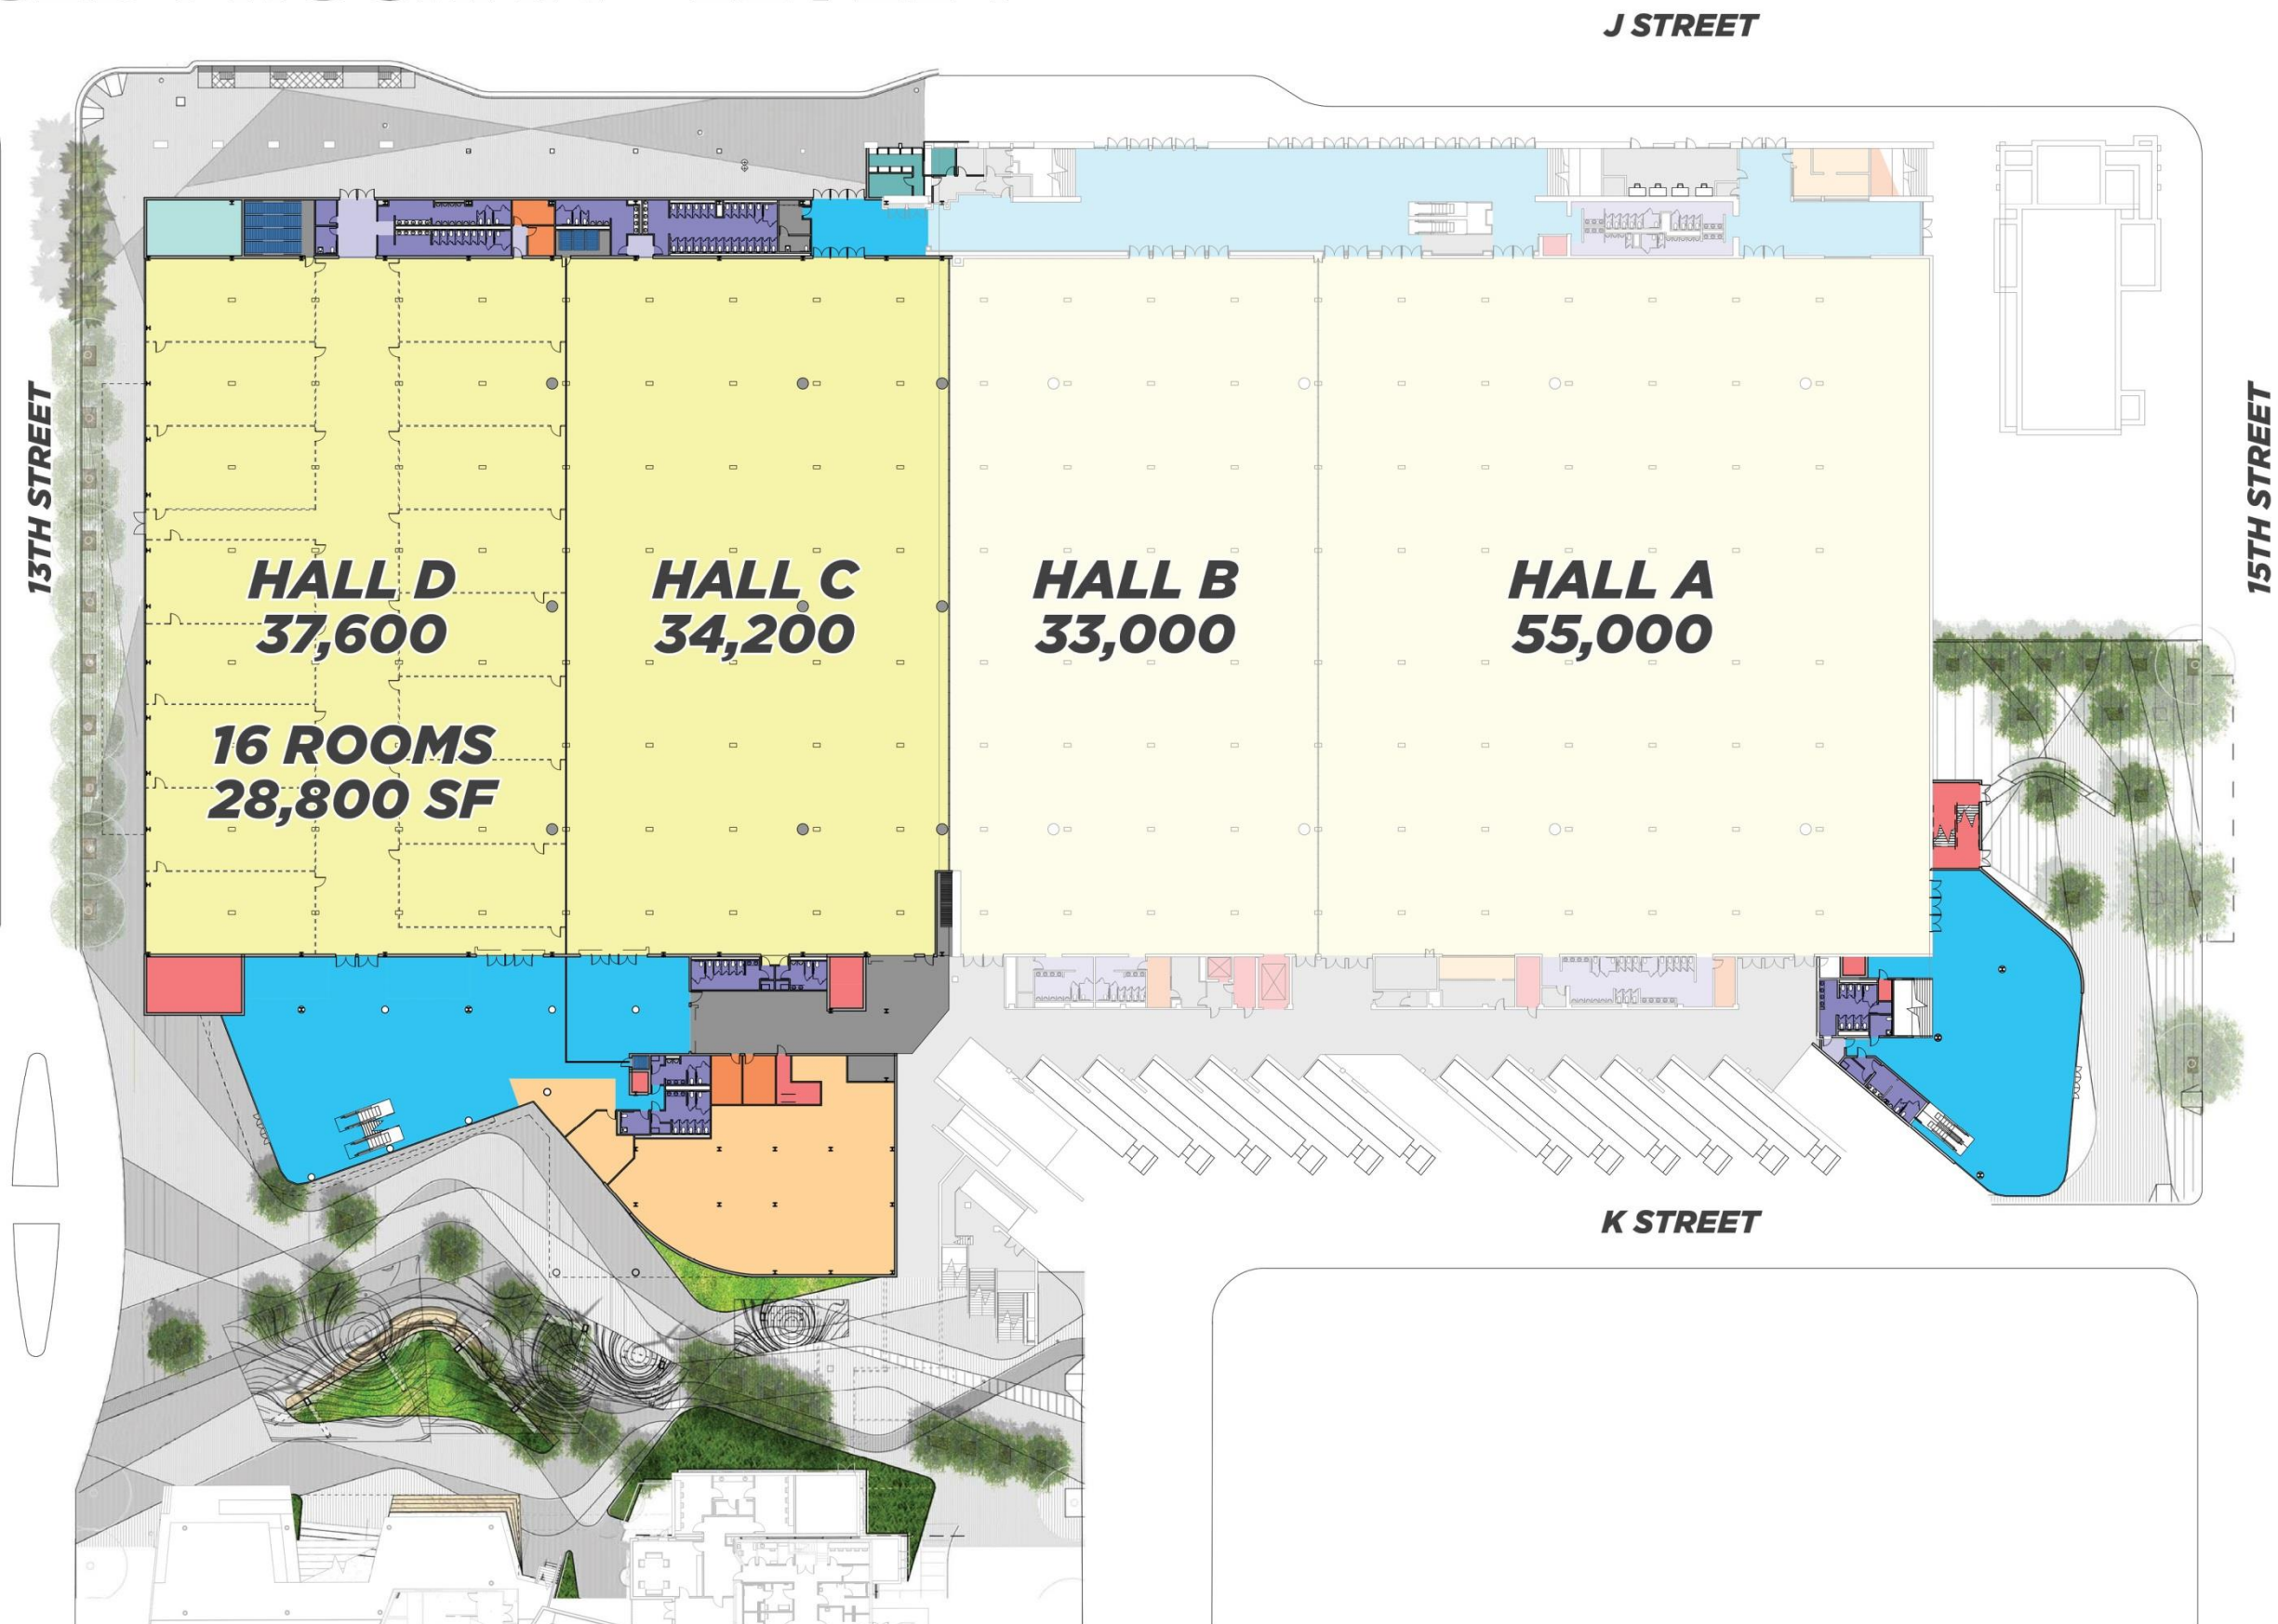 J STREET
13TH STREET
15TH STREET
HALL D
37,600
HALL C
34,200
HALL B
33,000
HALL A
55,000
16 ROOMS
28,800 SF
K STREET